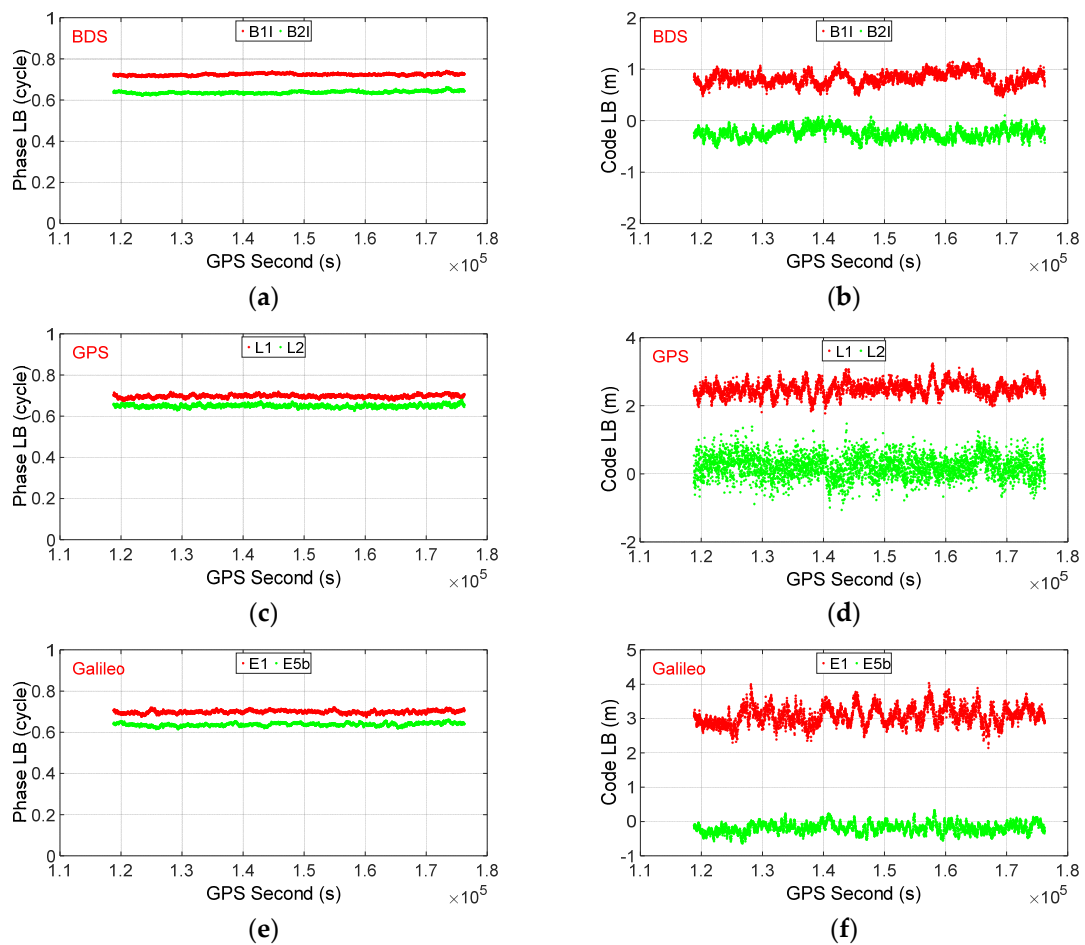 BDS
B1I B2I
Phase LB (cycle)
1
0.8
0.6
0.4
0.2
0
1.1 1.2 1.3 1.4 1.5 1.6 1.7 1.8
GPS Second (s)
×10^5
(a)
BDS
B1I B2I
Code LB (m)
2
1
0
-1
-2
1.1 1.2 1.3 1.4 1.5 1.6 1.7 1.8
GPS Second (s)
×10^5
(b)
GPS
L1 L2
Phase LB (cycle)
1
0.8
0.6
0.4
0.2
0
1.1 1.2 1.3 1.4 1.5 1.6 1.7 1.8
GPS Second (s)
×10^5
(c)
GPS
L1 L2
Code LB (m)
4
2
0
-2
1.1 1.2 1.3 1.4 1.5 1.6 1.7 1.8
GPS Second (s)
×10^5
(d)
Galileo
E1 E5b
Phase LB (cycle)
1
0.8
0.6
0.4
0.2
0
1.1 1.2 1.3 1.4 1.5 1.6 1.7 1.8
GPS Second (s)
×10^5
(e)
Galileo
E1 E5b
Code LB (m)
5
4
3
2
1
0
-1
1.1 1.2 1.3 1.4 1.5 1.6 1.7 1.8
GPS Second (s)
×10^5
(f)